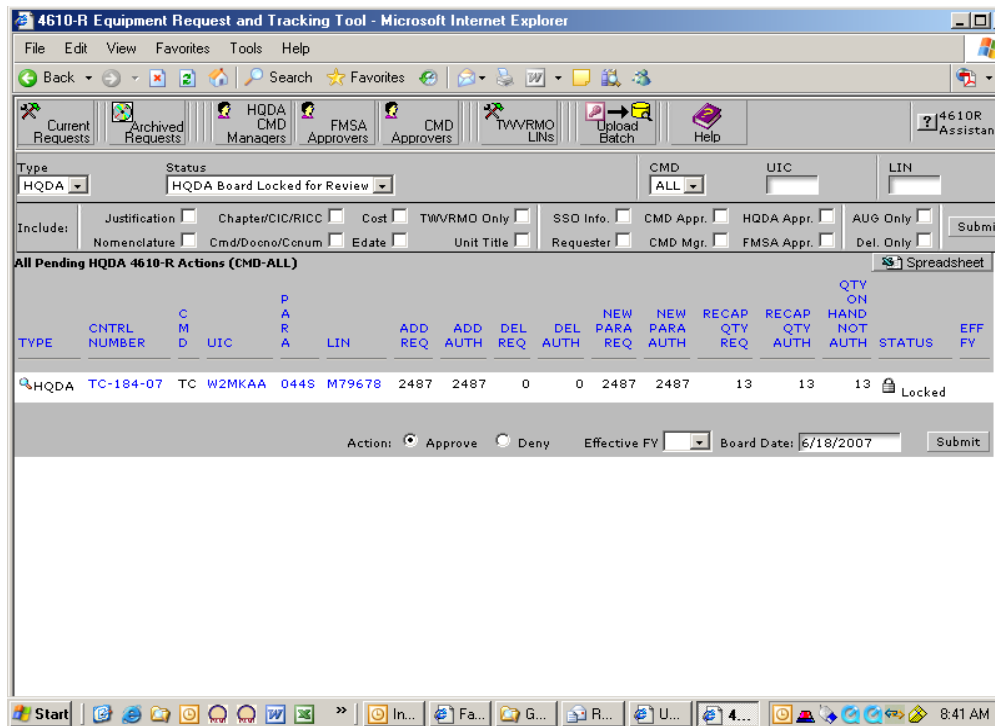 4610-R Equipment Request and Tracking Tool - Microsoft Internet Explorer
File Edit View Favorites Tools Help
Back Search Favorites
Current Requests
Archived Requests
HQDA CMD Managers
FMSA Approvers
CMD Approvers
TWVRMO LINs
Upload Batch
Help
? 4610R Assistan
Type Status CMD UIC LIN
HQDA HQDA Board Locked for Review ALL
Include: Justification Chapter/CIC/RICC Cost TWVRMO Only SSO Info. CMD Appr. HQDA Appr. AUG Only Submi
Nomenclature Cmd/Docno/Ccnum Edate Unit Title Requester CMD Mgr. FMSA Appr. Del. Only
All Pending HQDA 4610-R Actions (CMD-ALL) Spreadsheet
TYPE CNTRL NUMBER CMD UIC PARA LIN ADD REQ ADD AUTH DEL REQ DEL AUTH NEW PARA REQ NEW PARA AUTH RECAP QTY REQ RECAP QTY AUTH QTY ON HAND NOT AUTH STATUS EFF FY
HQDA TC-184-07 TC W2MKAA 044S M79678 2487 2487 0 0 2487 2487 13 13 13 Locked
Action: Approve Deny Effective FY Board Date: 6/18/2007 Submit
Start » In... Fa... G... R... U... 4... 8:41 AM